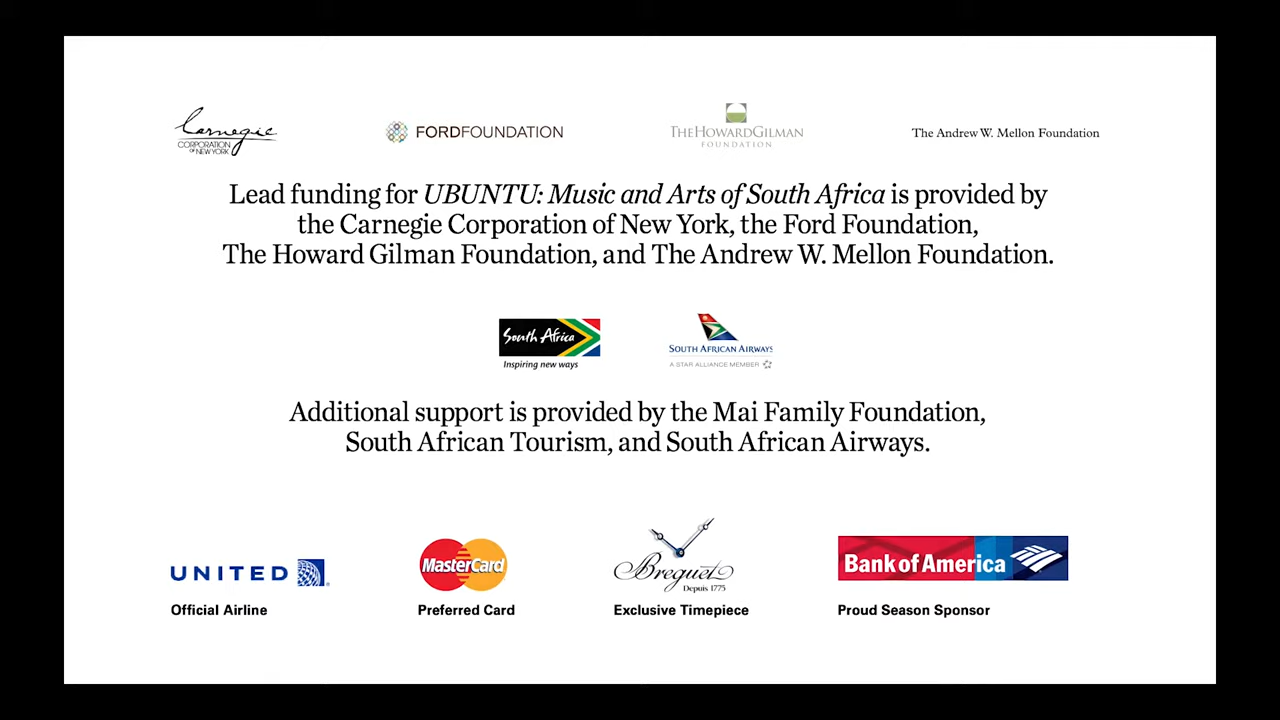 Carnegie
CORPORATION
OF NEW YORK
FORDFOUNDATION
THEHOWARDGILMAN
FOUNDATION
The Andrew W. Mellon Foundation
Lead funding for UBUNTU: Music and Arts of South Africa is provided by
the Carnegie Corporation of New York, the Ford Foundation,
The Howard Gilman Foundation, and The Andrew W. Mellon Foundation.
South Africa
Inspiring new ways
SOUTH AFRICAN AIRWAYS
A STAR ALLIANCE MEMBER
Additional support is provided by the Mai Family Foundation,
South African Tourism, and South African Airways.
UNITED
Official Airline
MasterCard
Preferred Card
Breguet
Depuis 1775
Exclusive Timepiece
Bank of America
Proud Season Sponsor